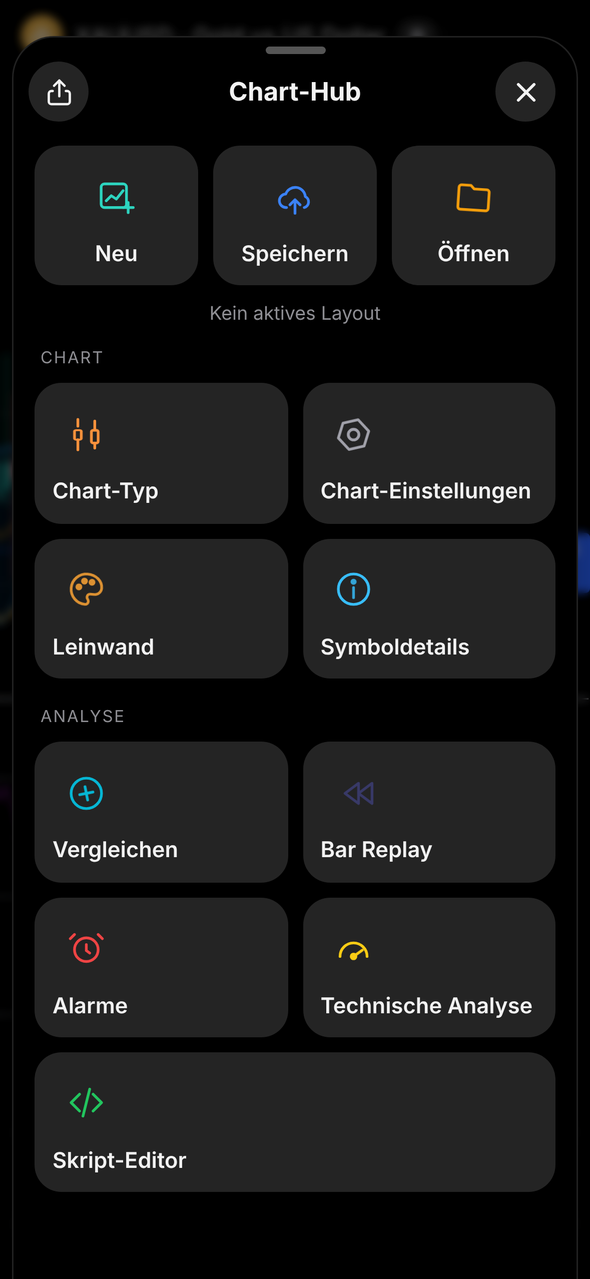 Chart-Hub
Neu
Speichern
Öffnen
Kein aktives Layout
CHART
Chart-Typ
Chart-Einstellungen
Leinwand
Symboldetails
ANALYSE
Vergleichen
Bar Replay
Alarme
Technische Analyse
Skript-Editor